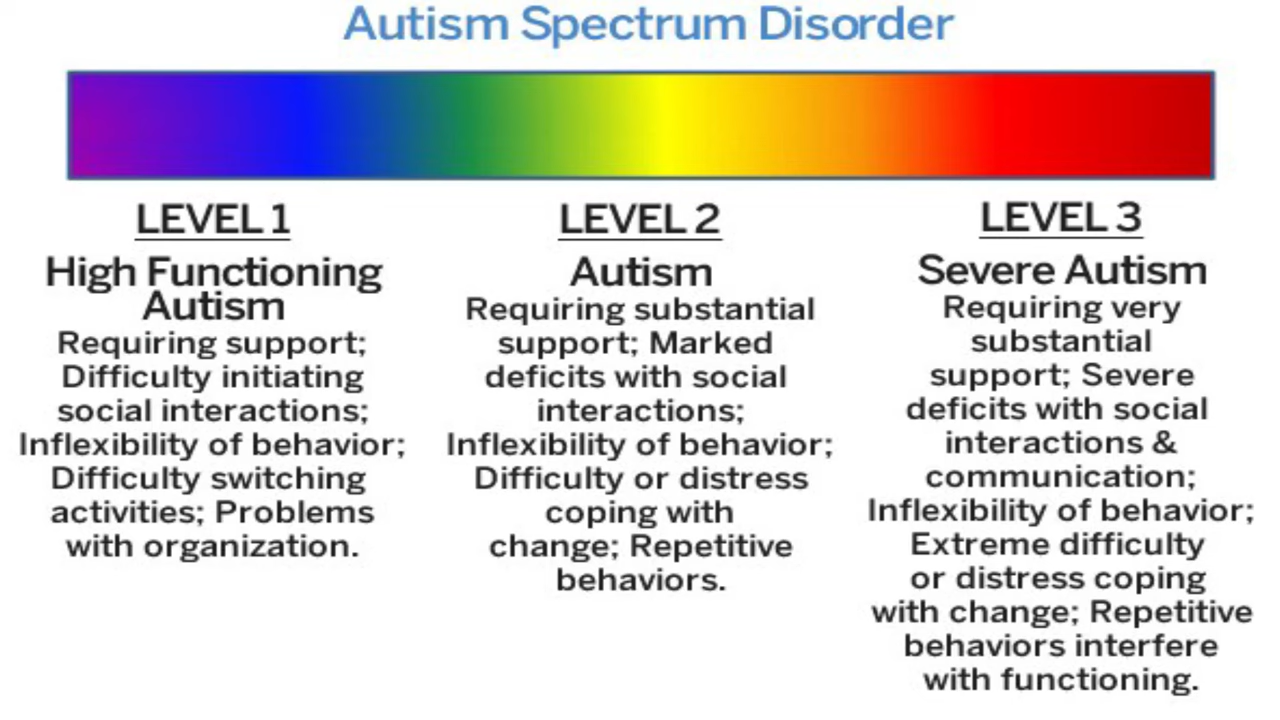 Autism Spectrum Disorder
LEVEL 1
High Functioning
Autism
Requiring support;
Difficulty initiating
social interactions;
Inflexibility of behavior;
Difficulty switching
activities; Problems
with organization.
LEVEL 2
Autism
Requiring substantial
support; Marked
deficits with social
interactions;
Inflexibility of behavior;
Difficulty or distress
coping with
change; Repetitive
behaviors.
LEVEL 3
Severe Autism
Requiring very
substantial
support; Severe
deficits with social
interactions &
communication;
Inflexibility of behavior;
Extreme difficulty
or distress coping
with change; Repetitive
behaviors interfere
with functioning.